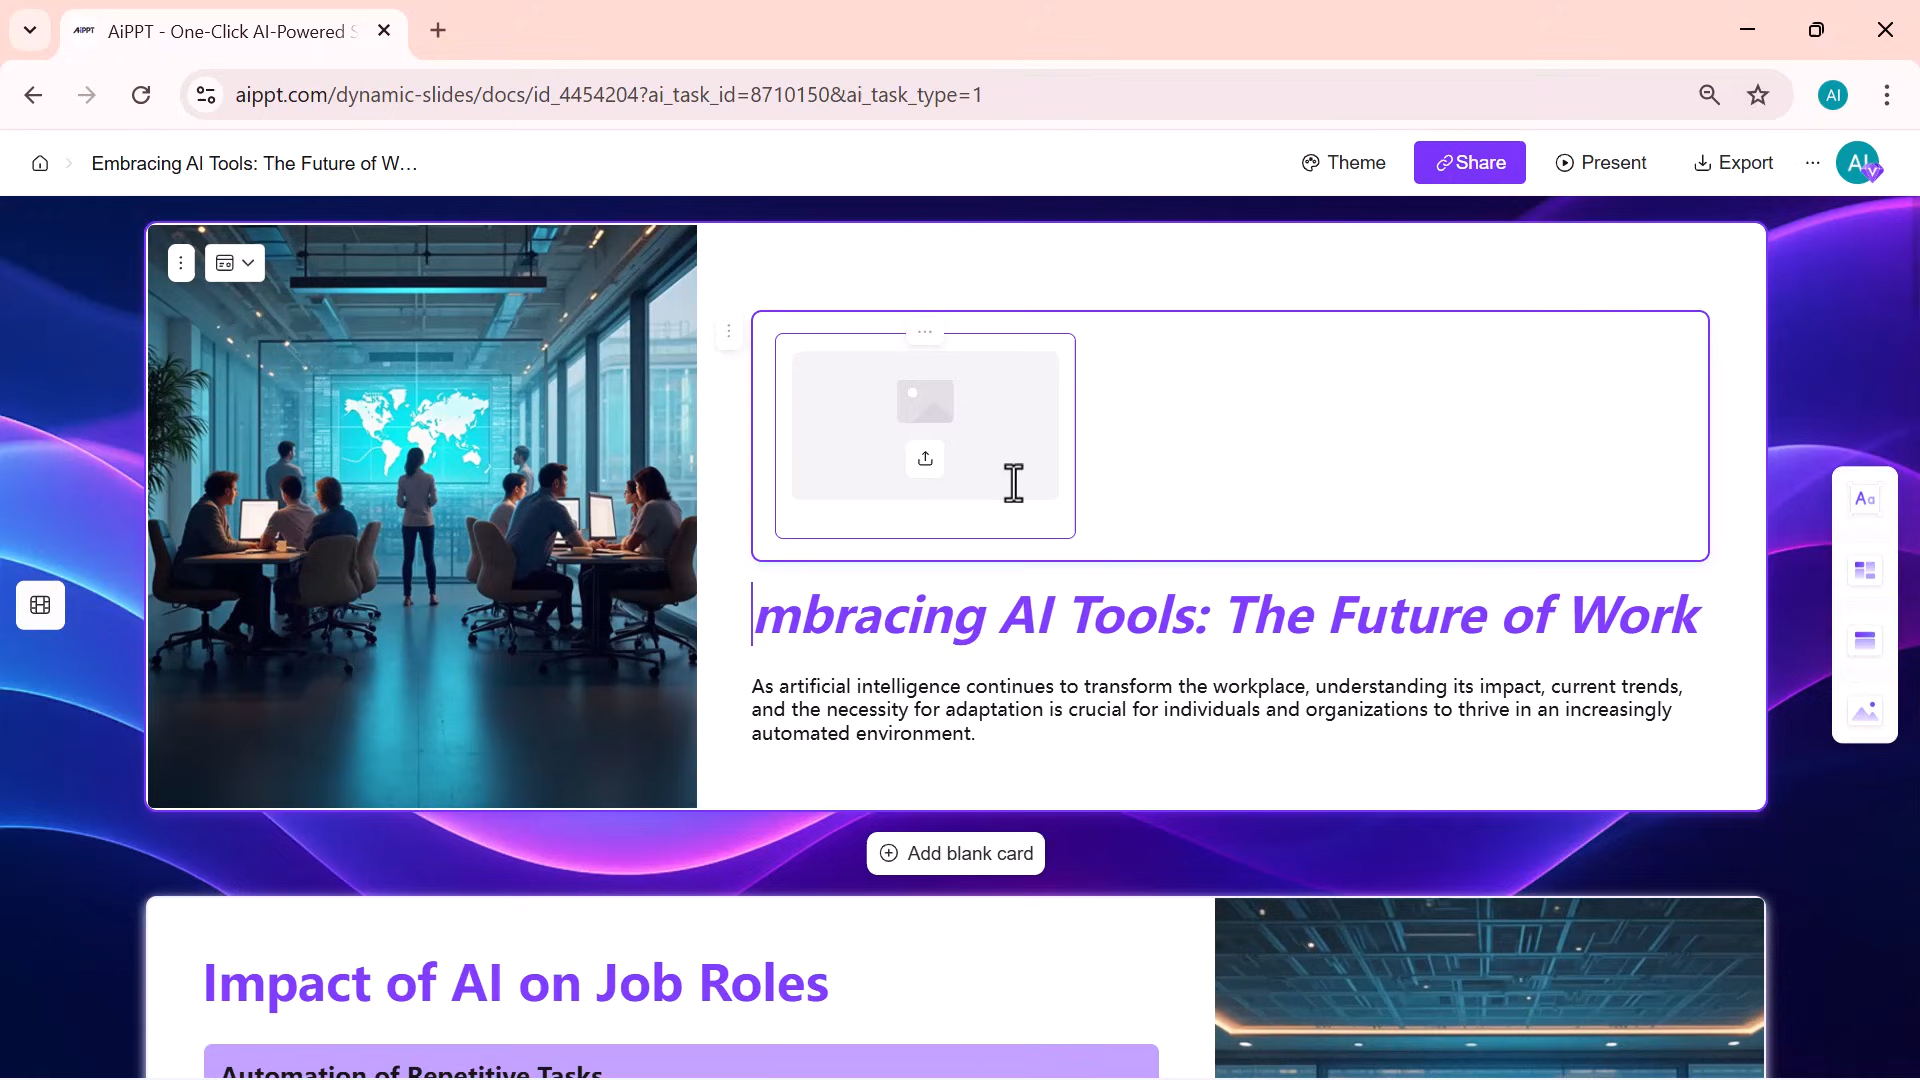 AiPPT AiPPT - One-Click AI-Powered S
aippt.com/dynamic-slides/docs/id_4454204?ai_task_id=8710150&ai_task_type=1
AI
Embracing AI Tools: The Future of W...
Theme
Share
Present
Export
AI
V
Aa
mbracing AI Tools: The Future of Work
As artificial intelligence continues to transform the workplace, understanding its impact, current trends,
and the necessity for adaptation is crucial for individuals and organizations to thrive in an increasingly
automated environment.
Add blank card
Impact of AI on Job Roles
Automation of Repetitive Tasks